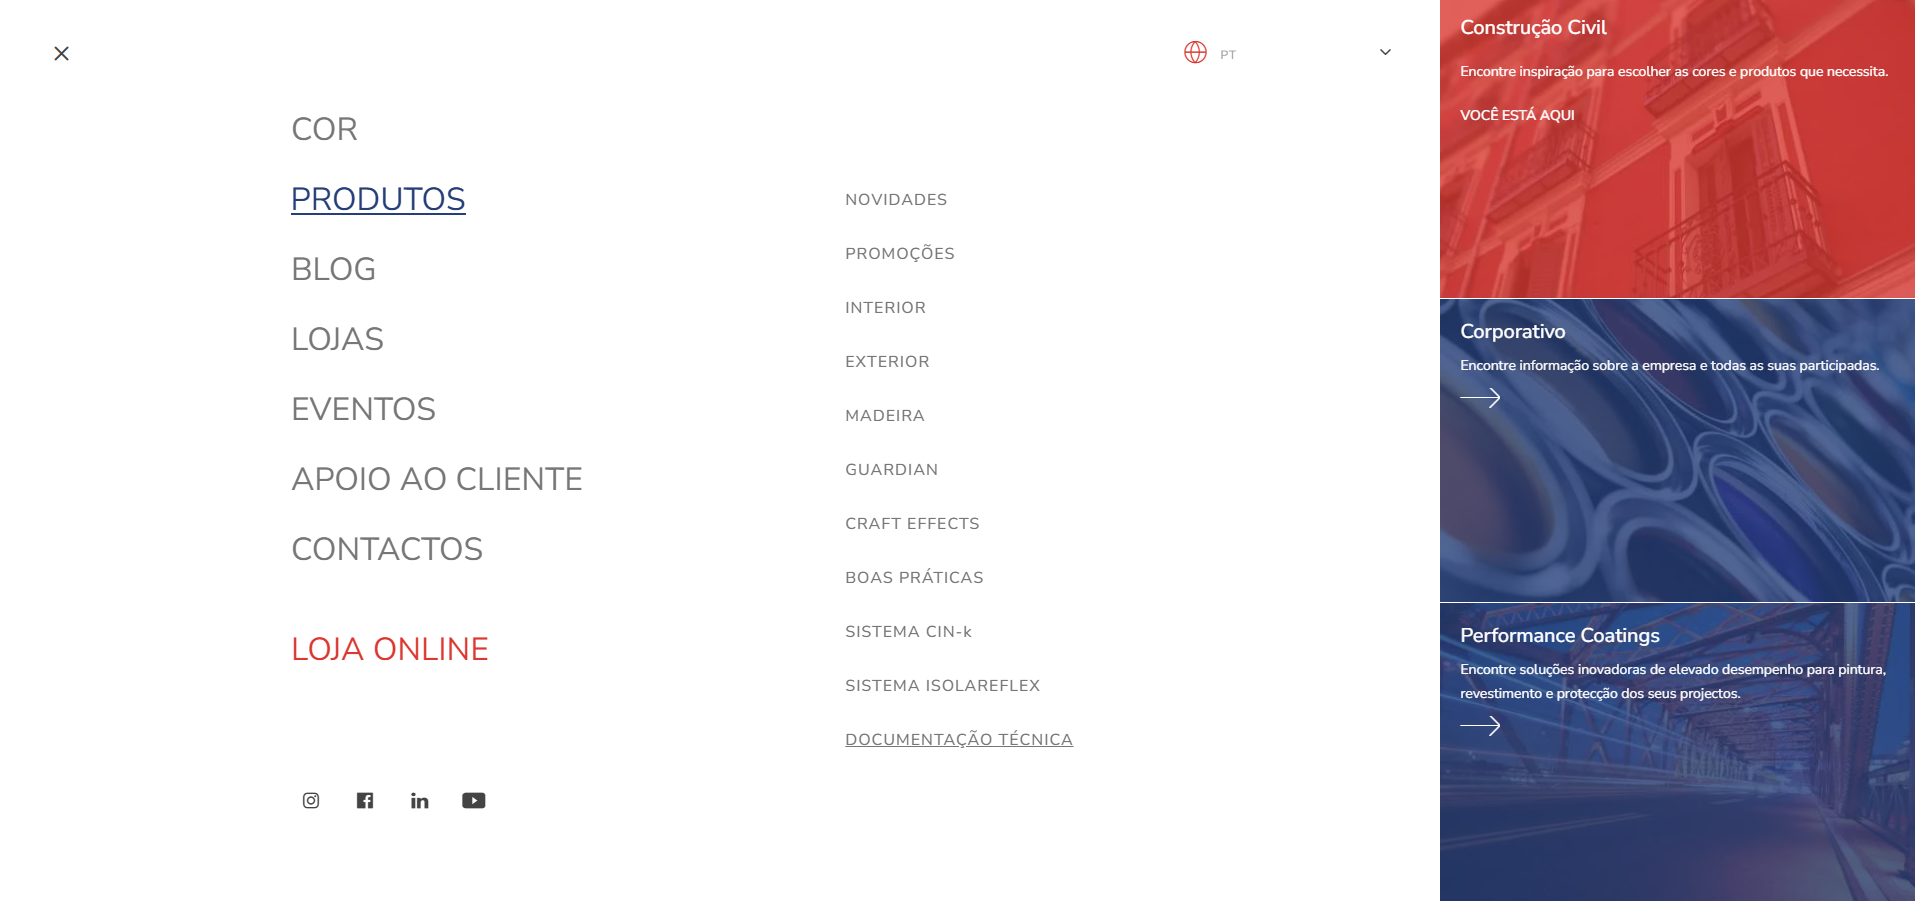 PT
COR
PRODUTOS
BLOG
LOJAS
EVENTOS
APOIO AO CLIENTE
CONTACTOS
LOJA ONLINE
NOVIDADES
PROMOÇÕES
INTERIOR
EXTERIOR
MADEIRA
GUARDIAN
CRAFT EFFECTS
BOAS PRÁTICAS
SISTEMA CIN-k
SISTEMA ISOLAREFLEX
DOCUMENTAÇÃO TÉCNICA
Construção Civil
Encontre inspiração para escolher as cores e produtos que necessita.
VOCÊ ESTÁ AQUI
Corporativo
Encontre informação sobre a empresa e todas as suas participadas.
Performance Coatings
Encontre soluções inovadoras de elevado desempenho para pintura,
revestimento e protecção dos seus projectos.